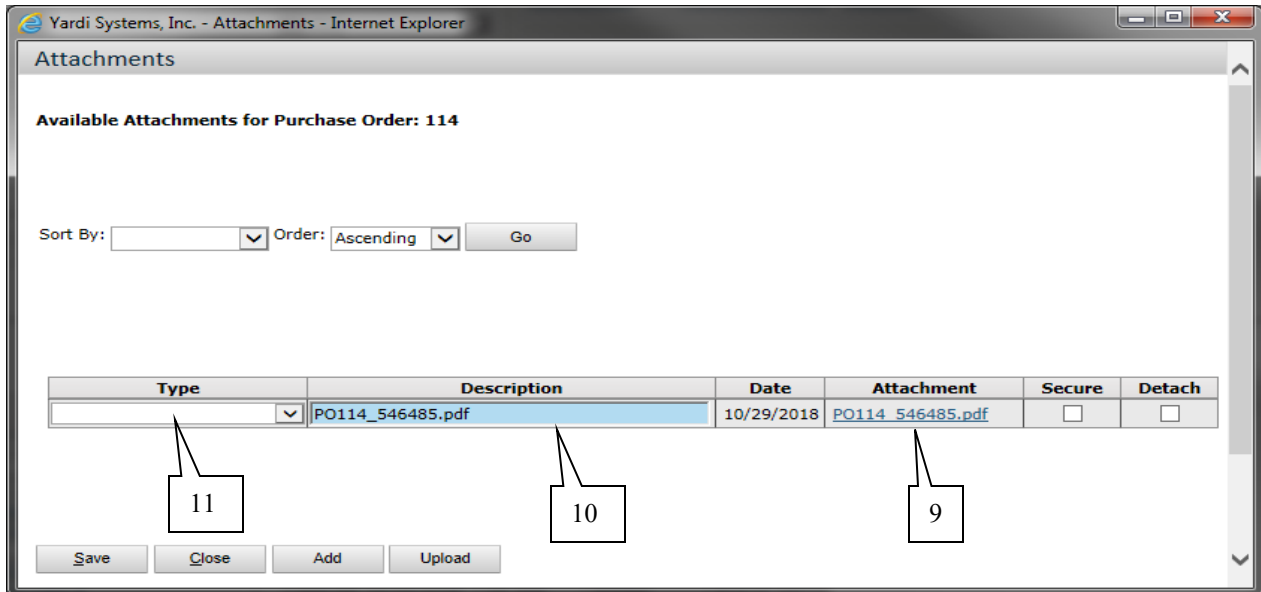 Yardi Systems, Inc. - Attachments - Internet Explorer
Attachments
Available Attachments for Purchase Order: 114
Sort By: Order: Ascending Go
Type Description Date Attachment Secure Detach
PO114_546485.pdf 10/29/2018 PO114_546485.pdf
11 10 9
Save Close Add Upload